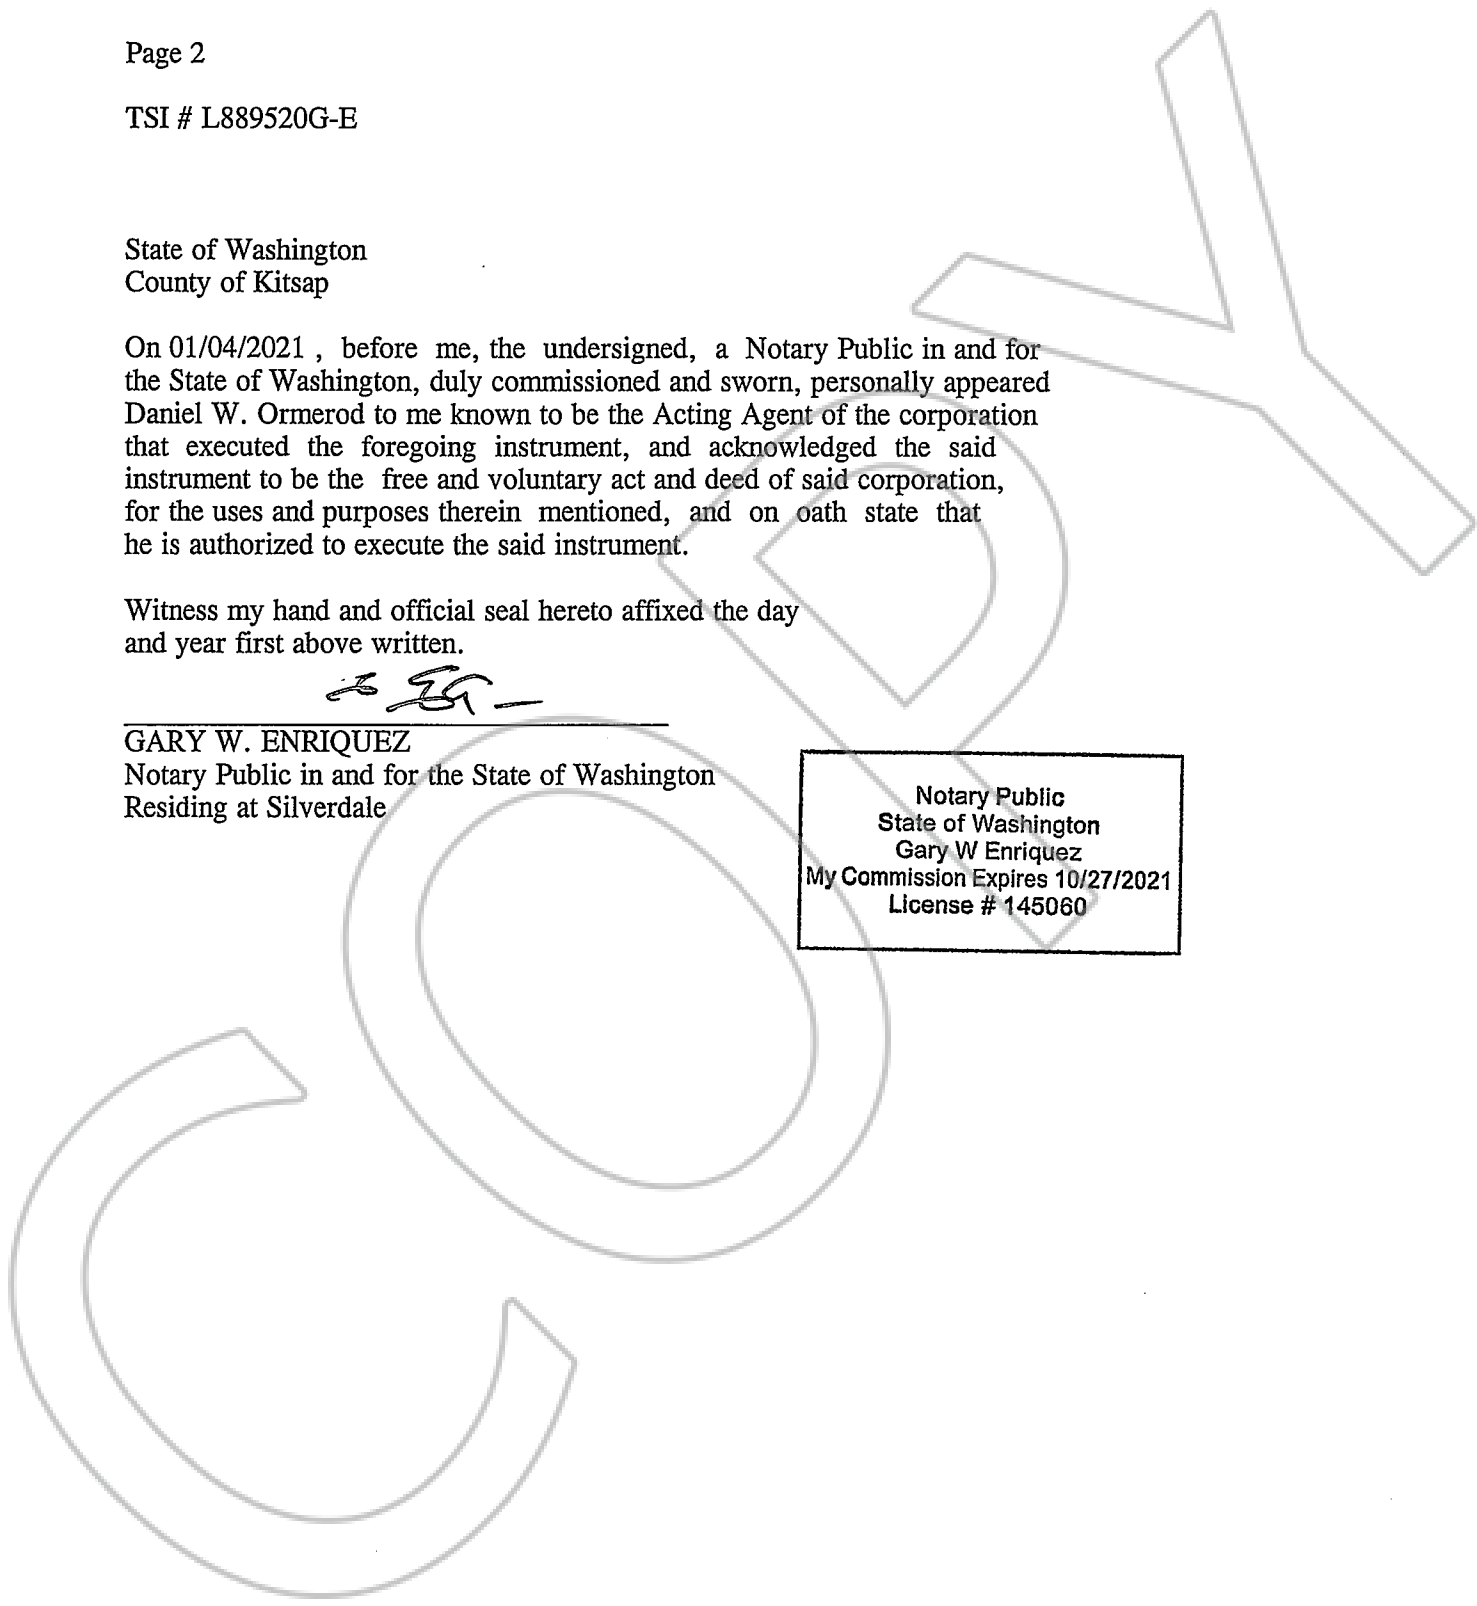 Page 2
TSI # L889520G-E
State of Washington
County of Kitsap
On 01/04/2021 , before me, the undersigned, a Notary Public in and for
the State of Washington, duly commissioned and sworn, personally appeared
Daniel W. Ormerod to me known to be the Acting Agent of the corporation
that executed the foregoing instrument, and acknowledged the said
instrument to be the free and voluntary act and deed of said corporation,
for the uses and purposes therein mentioned, and on oath state that
he is authorized to execute the said instrument.
Witness my hand and official seal hereto affixed the day
and year first above written.
GARY W. ENRIQUEZ
Notary Public in and for the State of Washington
Residing at Silverdale
Notary Public
State of Washington
Gary W Enriquez
My Commission Expires 10/27/2021
License # 145060
COPY